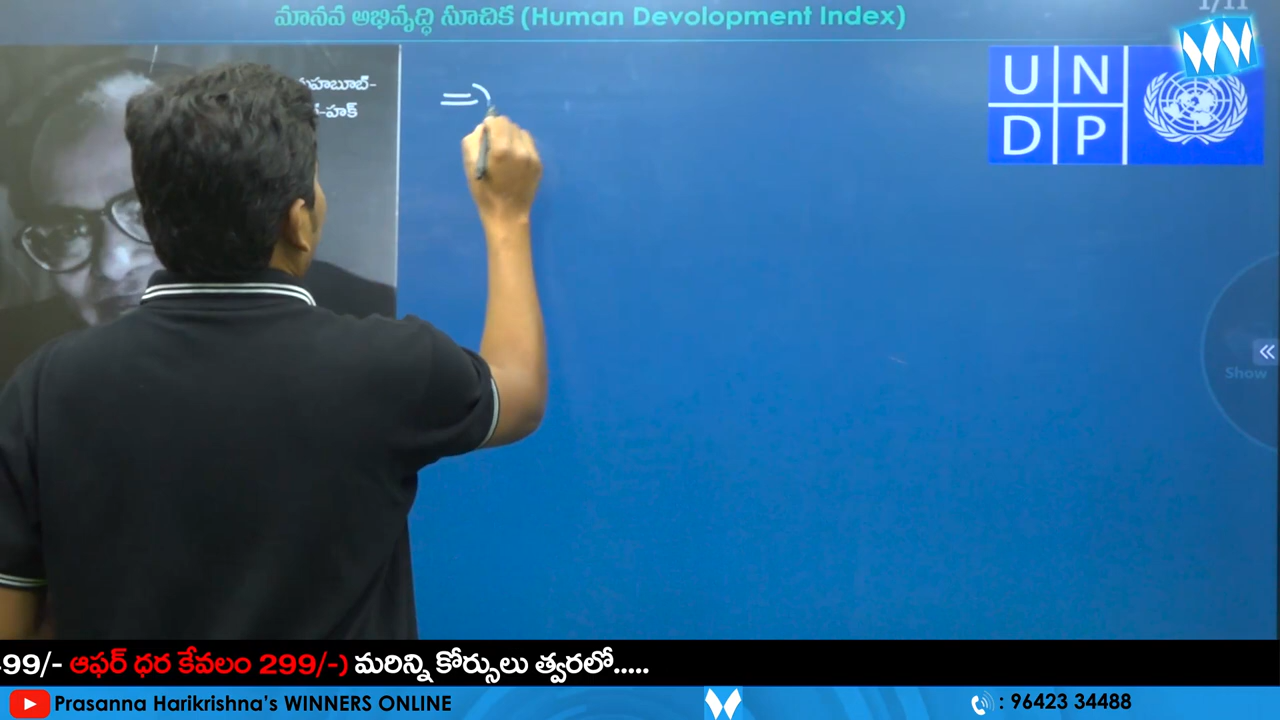 మానవ అభివృద్ధి సూచిక (Human Devolopment Index)
1/11
UN
DP
Show
99/- ఆఫర్ ధర కేవలం 299/-) మరిన్ని కోర్సులు త్వరలో.....
Prasanna Harikrishna's WINNERS ONLINE
: 96423 34488